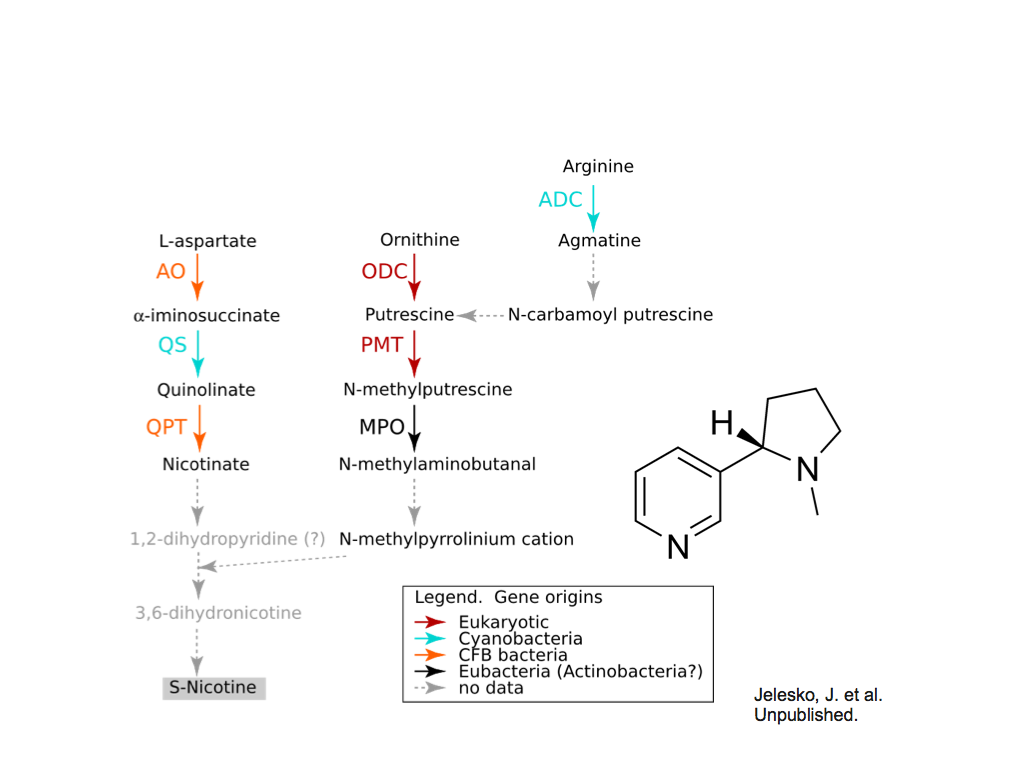 Arginine
ADC
L-aspartate
Ornithine
Agmatine
AO
ODC
α-iminosuccinate
Putrescine
N-carbamoyl putrescine
QS
PMT
Quinolinate
N-methylputrescine
QPT
MPO
Nicotinate
N-methylaminobutanal
1,2-dihydropyridine (?)
N-methylpyrrolinium cation
3,6-dihydronicotine
S-Nicotine
H
N
N
Legend. Gene origins
Eukaryotic
Cyanobacteria
CFB bacteria
Eubacteria (Actinobacteria?)
no data
Jelesko, J. et al.
Unpublished.